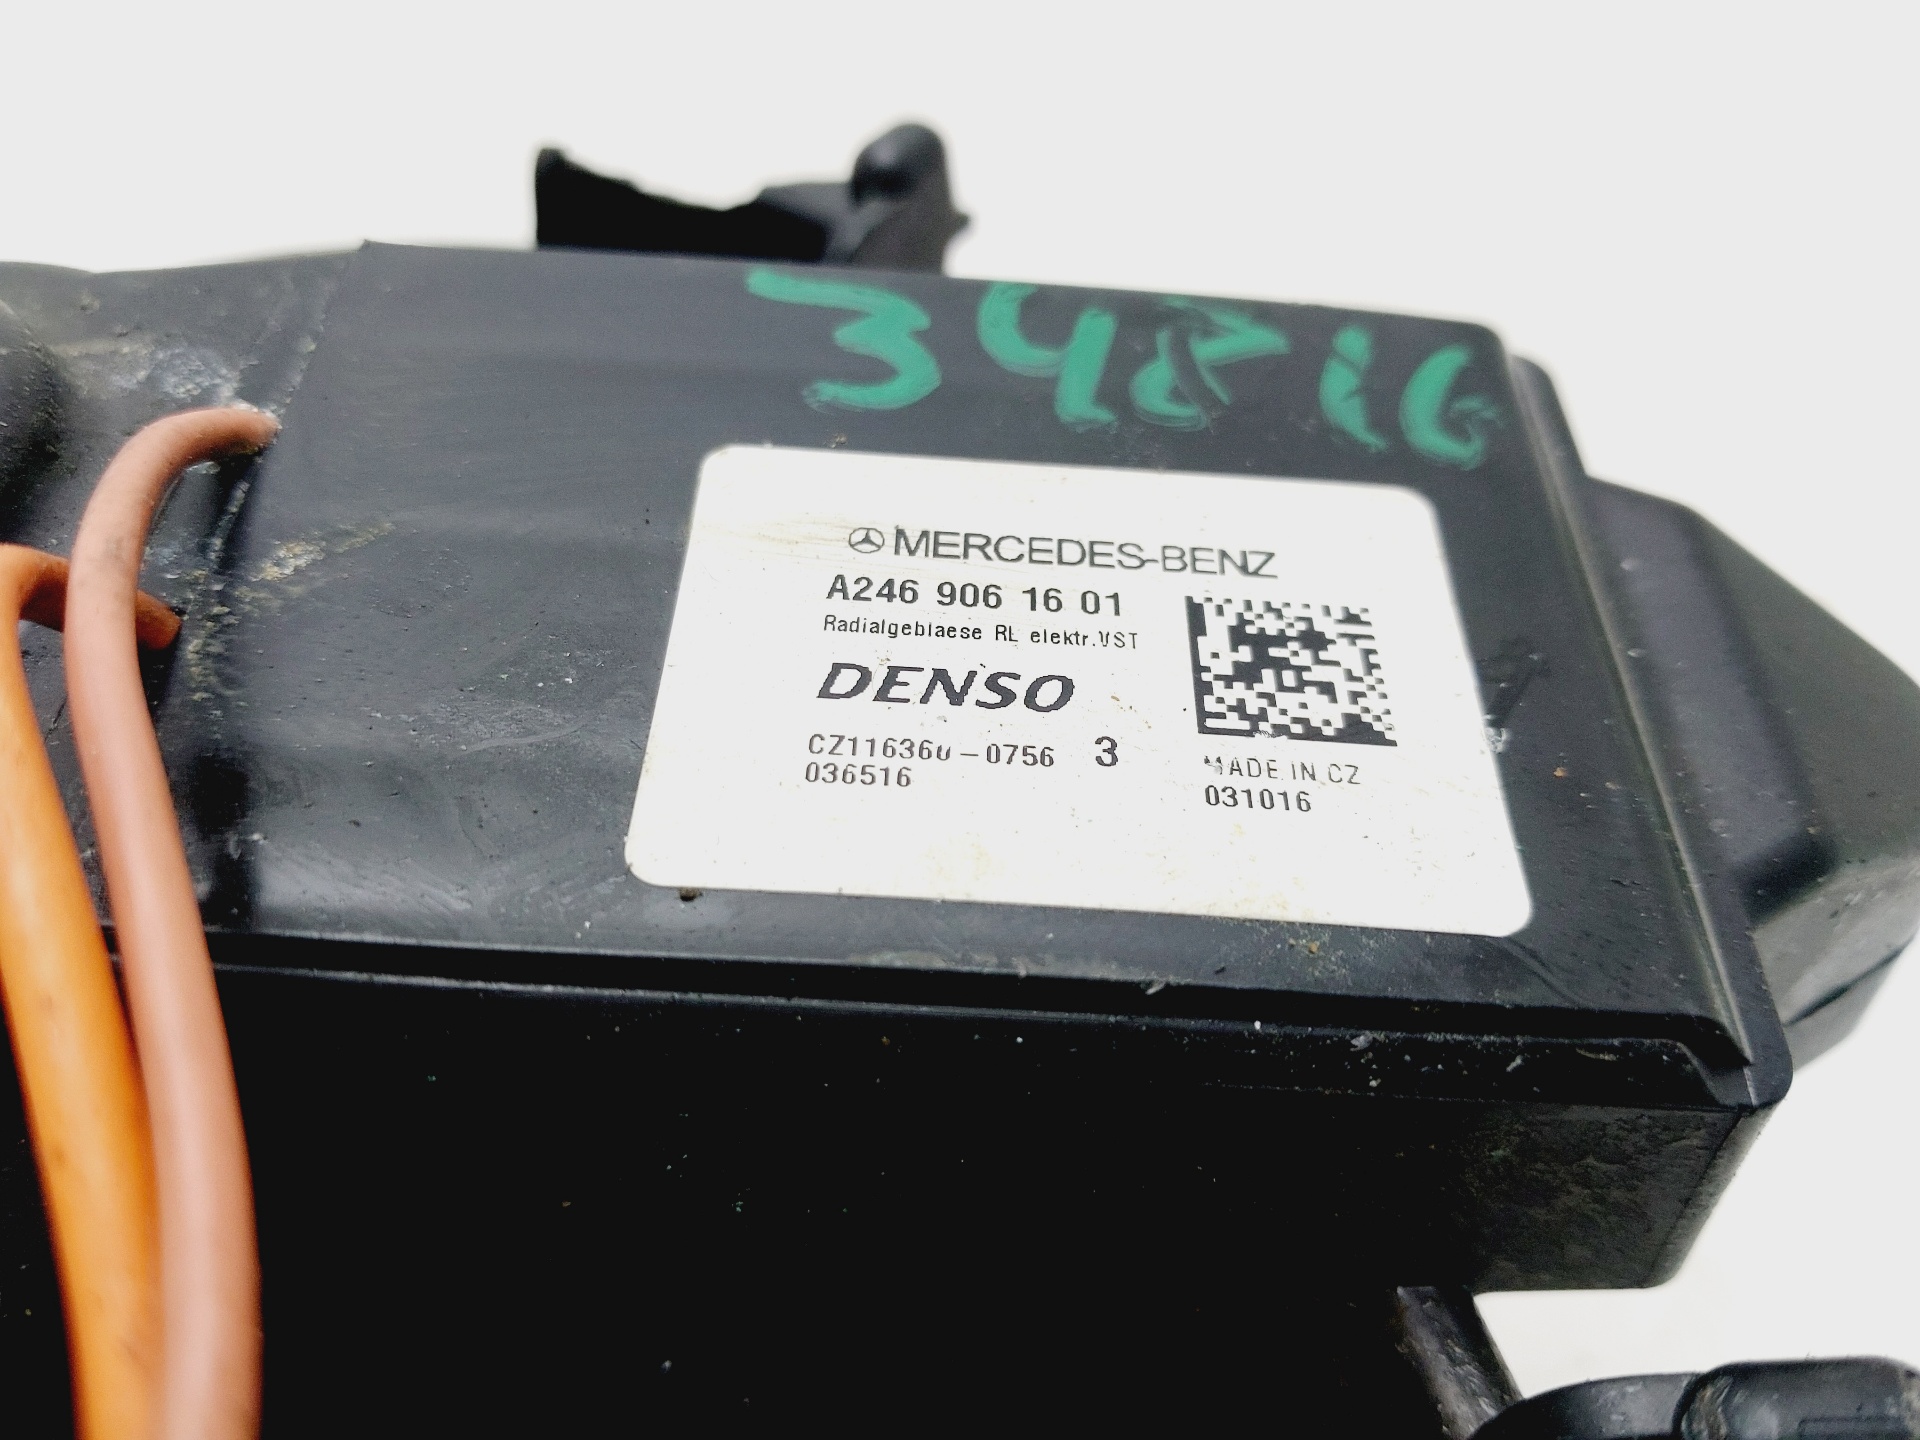 34816
MERCEDES-BENZ
A246 906 16 01
Radialgeblaese RL elektr.VST
DENSO
CZ116360-0756 3
036516
MADE IN CZ
031016